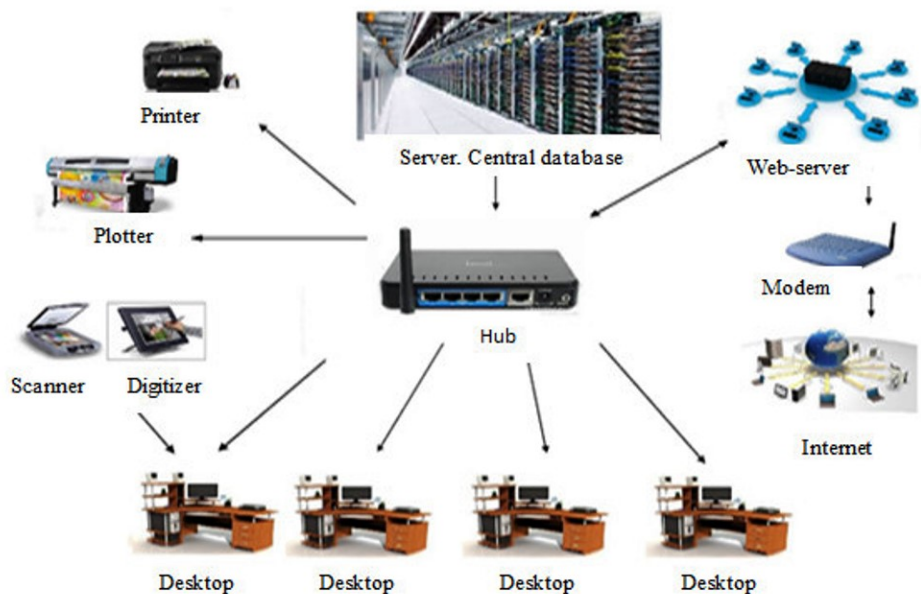 Printer
Server. Central database
Web-server
Plotter
Modem
Hub
Scanner
Digitizer
Internet
Desktop
Desktop
Desktop
Desktop